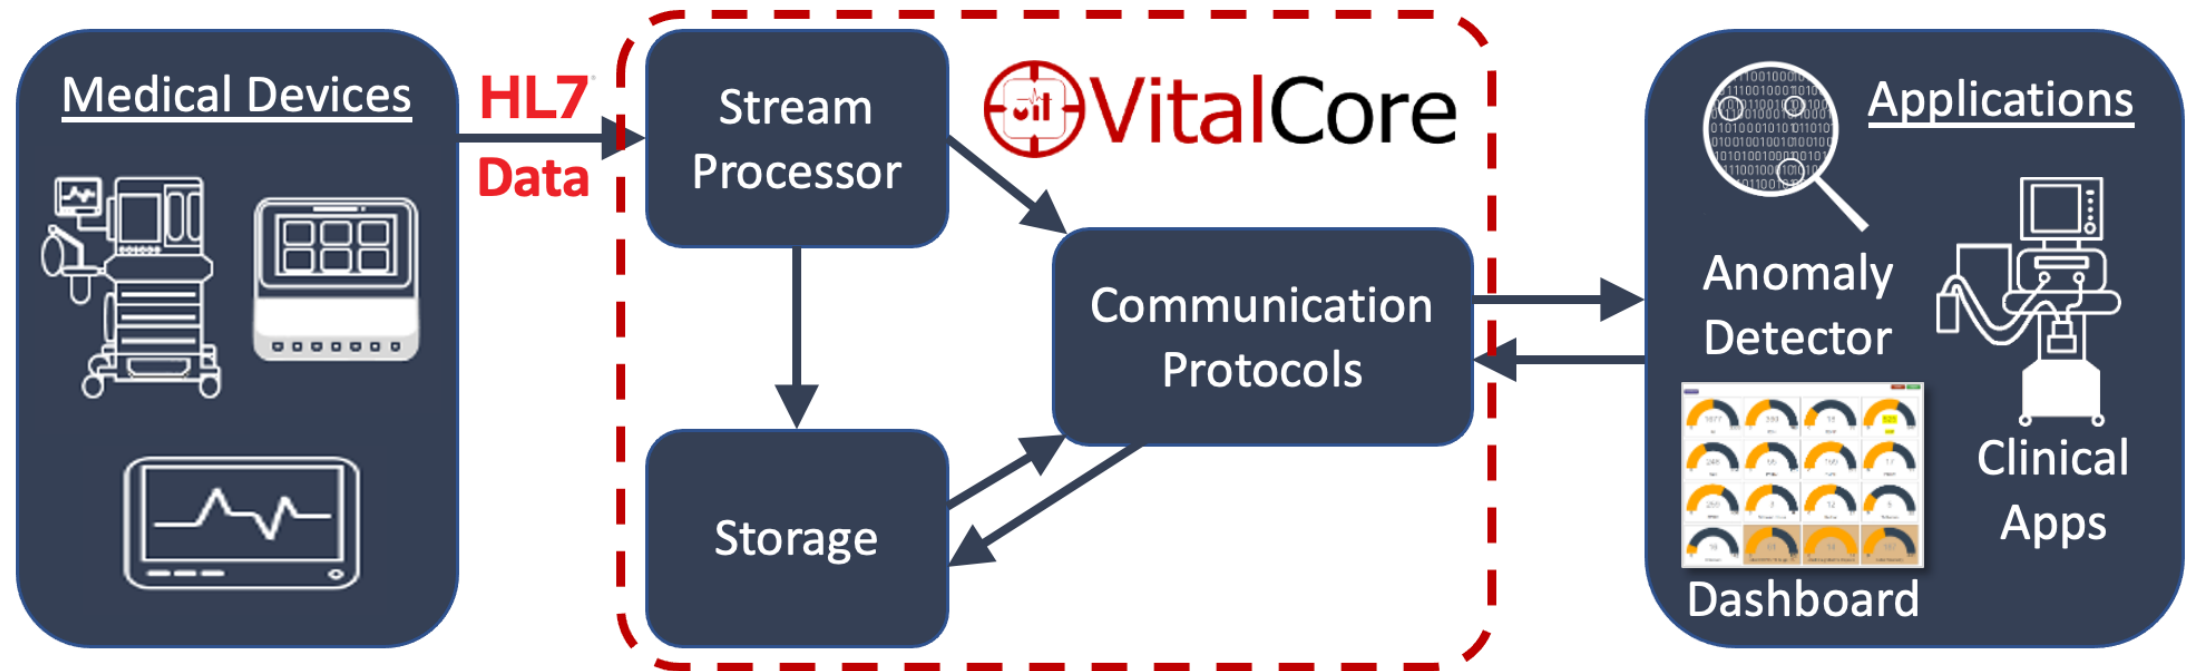 Medical Devices
HL7
Data
Stream
Processor
VitalCore
Communication
Protocols
Storage
Applications
Anomaly
Detector
Clinical
Apps
Dashboard